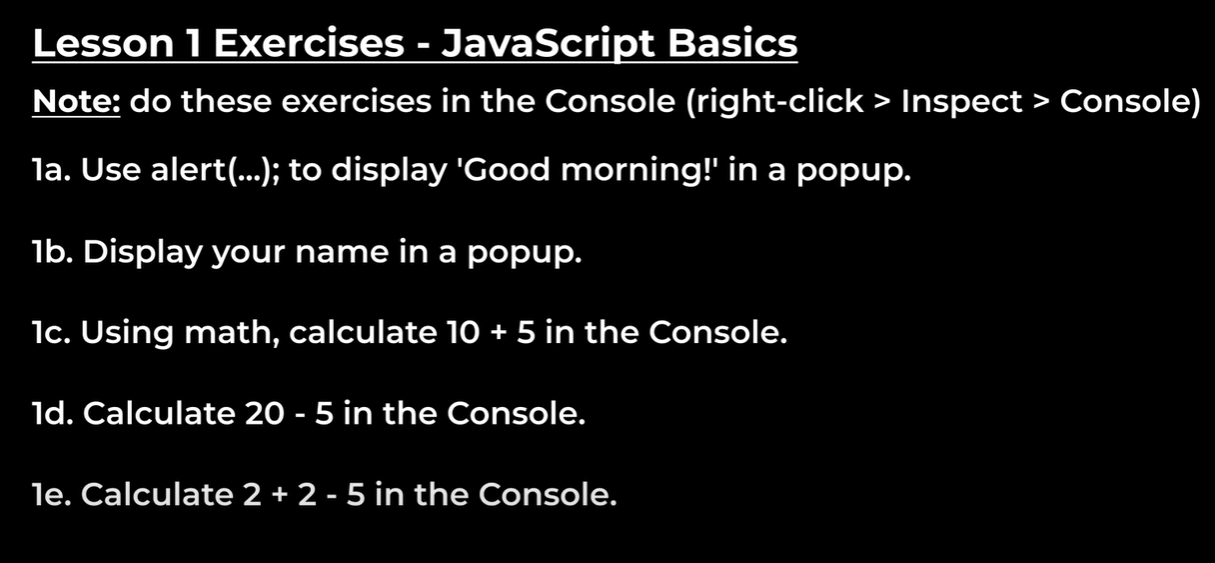 Lesson 1 Exercises - JavaScript Basics
Note: do these exercises in the Console (right-click > Inspect > Console)
1a. Use alert(...); to display 'Good morning!' in a popup.
1b. Display your name in a popup.
1c. Using math, calculate 10 + 5 in the Console.
1d. Calculate 20 - 5 in the Console.
1e. Calculate 2 + 2 - 5 in the Console.